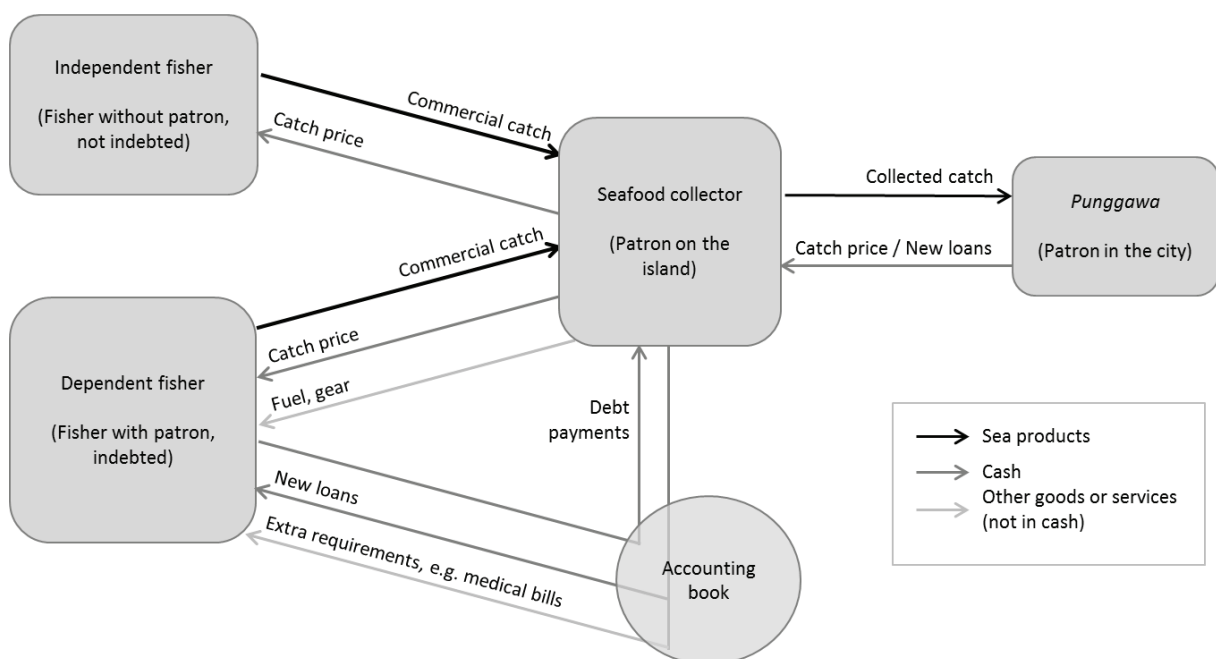 Independent fisher
(Fisher without patron,
not indebted)
Commercial catch
Catch price
Seafood collector
(Patron on the
island)
Collected catch
Catch price / New loans
Punggawa
(Patron in the city)
Commercial catch
Catch price
Fuel, gear
Dependent fisher
(Fisher with patron,
indebted)
New loans
Extra requirements, e.g. medical bills
Debt
payments
Accounting
book
Sea products
Cash
Other goods or services
(not in cash)